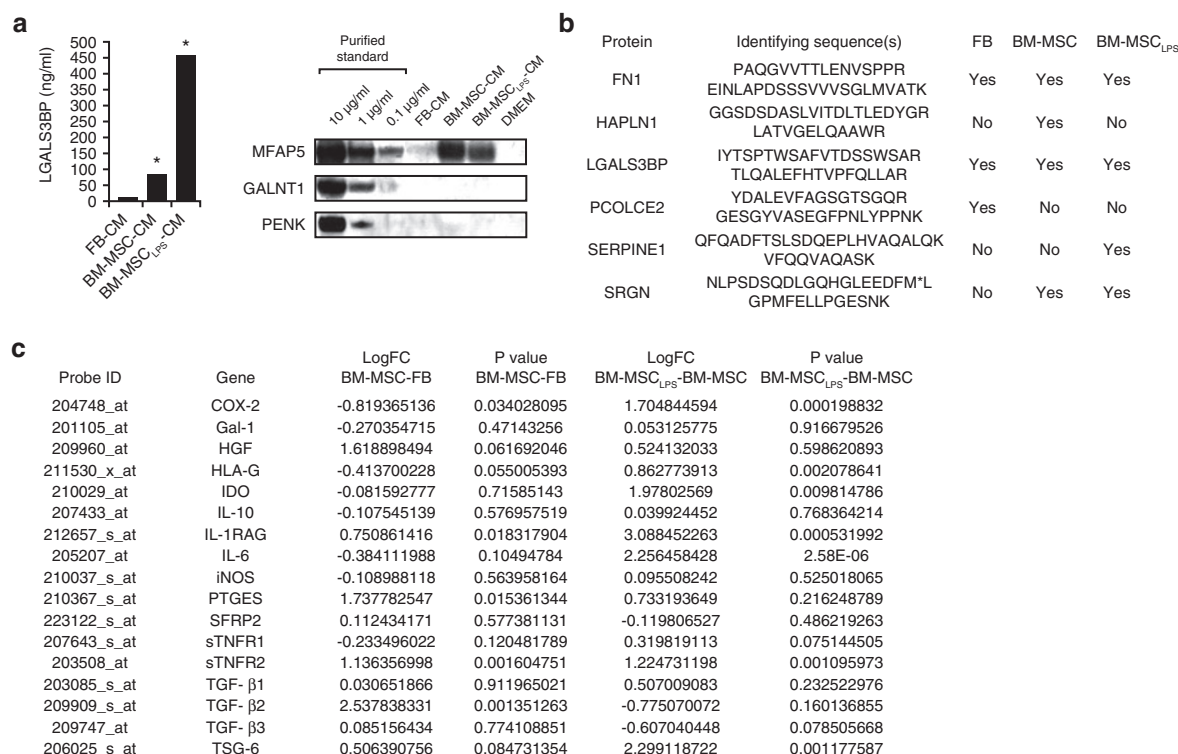 a
LGALS3BP (ng/ml)
500
450
400
350
300
250
200
150
100
50
0
*
*
FB-CM
BM-MSC-CM
BM-MSCLPS-CM
Purified
standard
10 µg/ml
1 µg/ml
0.1 µg/ml
FB-CM
BM-MSC-CM
BM-MSCLPS-CM
DMEM
MFAP5
GALNT1
PENK
b
Protein Identifying sequence(s) FB BM-MSC BM-MSCLPS
PAQGVVTTLENVSPPR
FN1 Yes Yes Yes
EINLAPDSSSVVVSGLMVATK
GGSDSDASLVITDLTLEDYGR
HAPLN1 No Yes No
LATVGELQAAWR
IYTSPTWSAFVTDSSWSAR
LGALS3BP Yes Yes Yes
TLQALEFHTVPFQLLAR
YDALEVFAGSGTSGQR
PCOLCE2 Yes No No
GESGYVASEGFPNLYPPNK
QFQADFTSLSDQEPLHVAQALQK
SERPINE1 No No Yes
VFQQVAQASK
NLPSDSQDLGQHGLEEDFM*L
SRGN No Yes Yes
GPMFELLPGESNK
c
LogFC P value LogFC P value
Probe ID Gene BM-MSC-FB BM-MSC-FB BM-MSCLPS-BM-MSC BM-MSCLPS-BM-MSC
204748_at COX-2 -0.819365136 0.034028095 1.704844594 0.000198832
201105_at Gal-1 -0.270354715 0.47143256 0.053125775 0.916679526
209960_at HGF 1.618898494 0.061692046 0.524132033 0.598620893
211530_x_at HLA-G -0.413700228 0.055005393 0.862773913 0.002078641
210029_at IDO -0.081592777 0.71585143 1.97802569 0.009814786
207433_at IL-10 -0.107545139 0.576957519 0.039924452 0.768364214
212657_s_at IL-1RAG 0.750861416 0.018317904 3.088452263 0.000531992
205207_at IL-6 -0.384111988 0.10494784 2.256458428 2.58E-06
210037_s_at iNOS -0.108988118 0.563958164 0.095508242 0.525018065
210367_s_at PTGES 1.737782547 0.015361344 0.733193649 0.216248789
223122_s_at SFRP2 0.112434171 0.577381131 -0.119806527 0.486219263
207643_s_at sTNFR1 -0.233496022 0.120481789 0.319819113 0.075144505
203508_at sTNFR2 1.136356998 0.001604751 1.224731198 0.001095973
203085_s_at TGF- β1 0.030651866 0.911965021 0.507009083 0.232522976
209909_s_at TGF- β2 2.537838331 0.001351263 -0.775070072 0.160136855
209747_at TGF- β3 0.085156434 0.774108851 -0.607040448 0.078505668
206025_s_at TSG-6 0.506390756 0.084731354 2.299118722 0.001177587